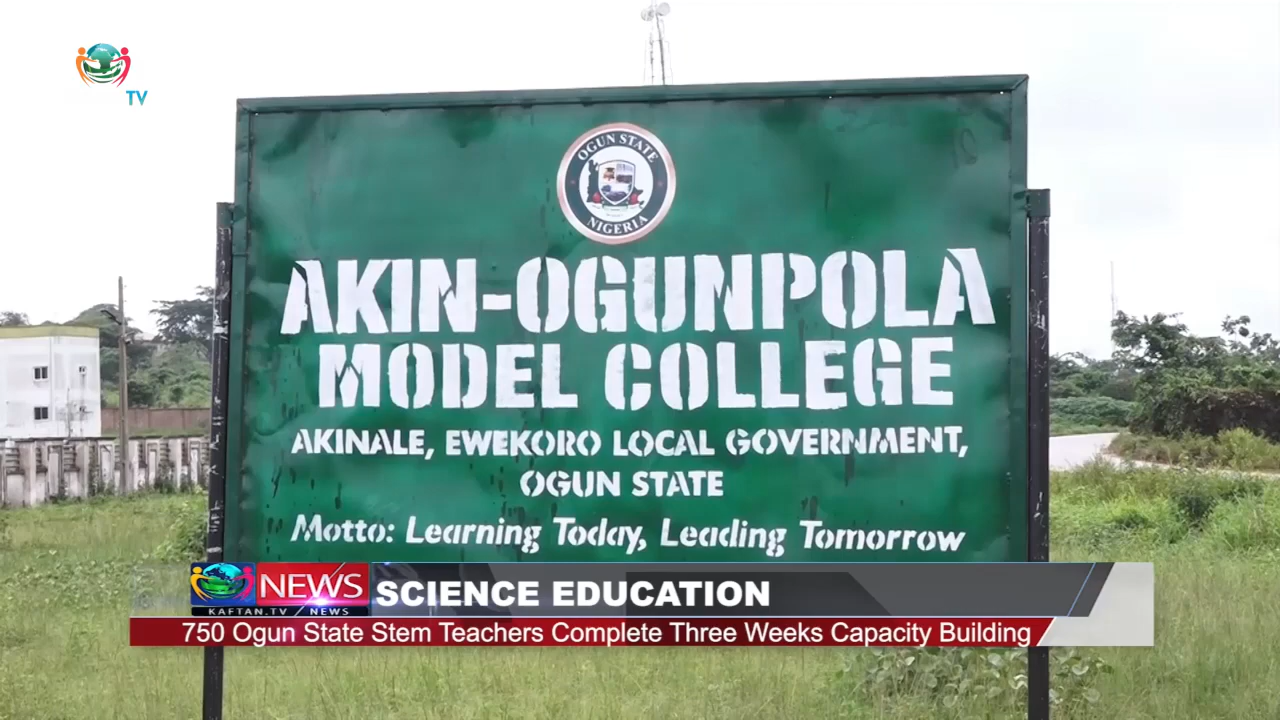 TV
OGUN STATE
NIGERIA
AKIN-OGUNPOLA
MODEL COLLEGE
AKINALE, EWEKORO LOCAL GOVERNMENT,
OGUN STATE
Motto: Learning Today, Leading Tomorrow
NEWS
KAFTAN.TV / NEWS
SCIENCE EDUCATION
750 Ogun State Stem Teachers Complete Three Weeks Capacity Building